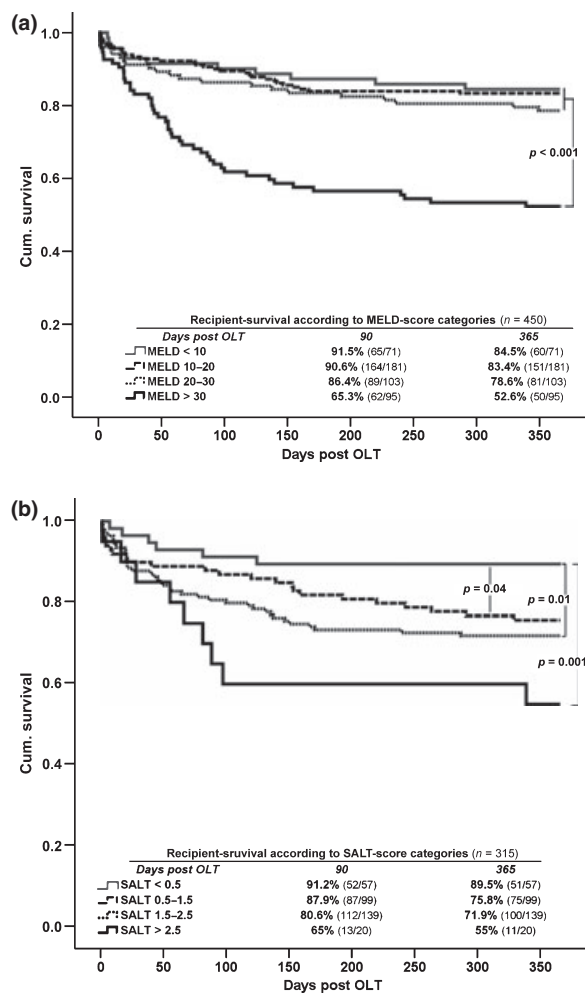 (a)
1.0
0.8
0.6
0.4
0.2
0.0
Cum. survival
p < 0.001
Recipient-survival according to MELD-score categories (n = 450)
Days post OLT 90 365
MELD < 10 91.5% (65/71) 84.5% (60/71)
MELD 10–20 90.6% (164/181) 83.4% (151/181)
MELD 20–30 86.4% (89/103) 78.6% (81/103)
MELD > 30 65.3% (62/95) 52.6% (50/95)
0 50 100 150 200 250 300 350
Days post OLT
(b)
1.0
0.8
0.6
0.4
0.2
0.0
Cum. survival
p = 0.04
p = 0.01
p = 0.001
Recipient-sruvival according to SALT-score categories (n = 315)
Days post OLT 90 365
SALT < 0.5 91.2% (52/57) 89.5% (51/57)
SALT 0.5–1.5 87.9% (87/99) 75.8% (75/99)
SALT 1.5–2.5 80.6% (112/139) 71.9% (100/139)
SALT > 2.5 65% (13/20) 55% (11/20)
0 50 100 150 200 250 300 350
Days post OLT